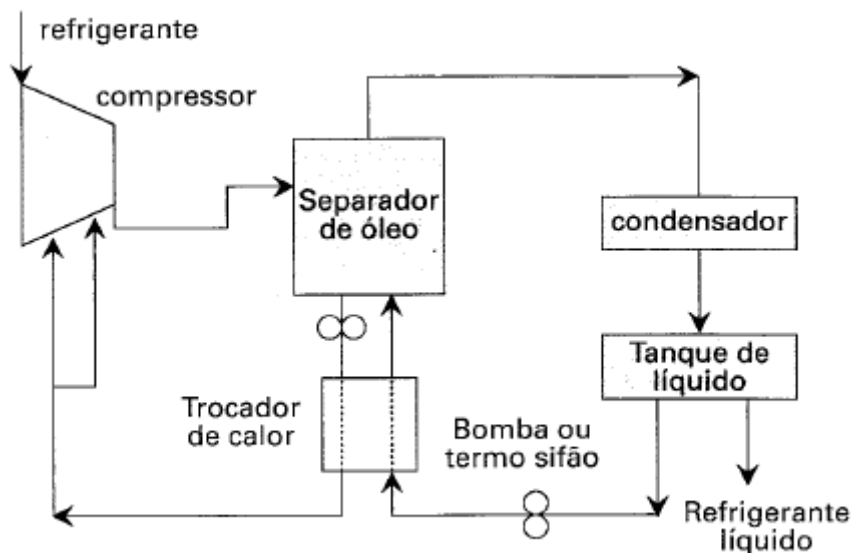 refrigerante
compressor
Separador
de óleo
condensador
Tanque de
líquido
Trocador
de calor
Bomba ou
termo sifão
Refrigerante
líquido